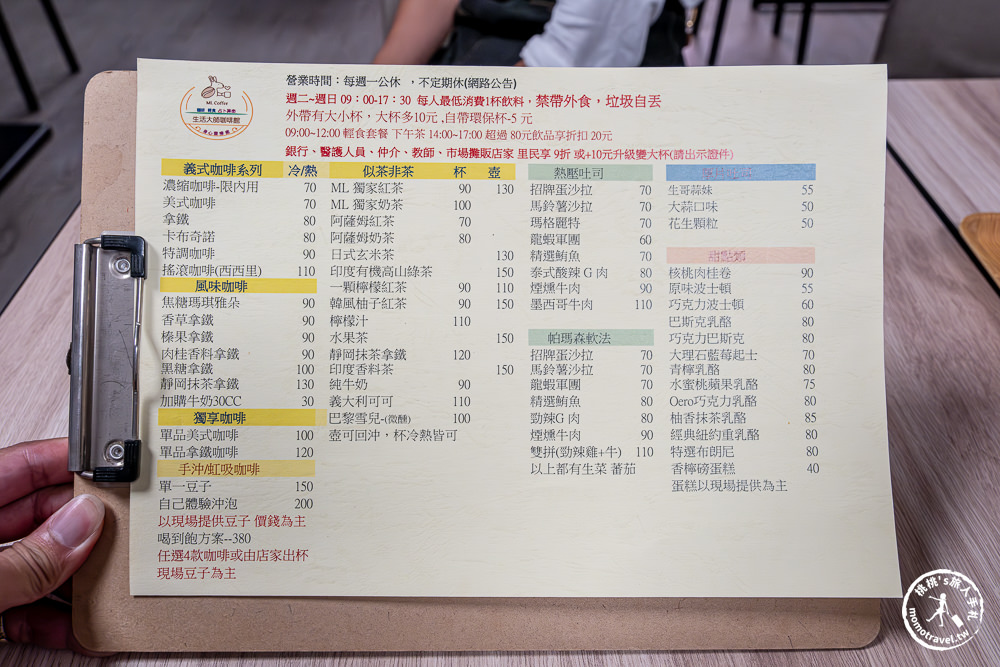 ML Coffee
生活大師咖啡館
身心靈療癒
營業時間：每週一公休 ，不定期休(網路公告)
週二~週日 09：00-17：30 每人最低消費1杯飲料，禁帶外食，垃圾自丟
外帶有大小杯，大杯多10元 ,自帶環保杯-5 元
09:00~12:00 輕食套餐 下午茶 14:00~17:00 超過 80元飲品享折扣 20元
銀行、醫護人員、仲介、教師、市場攤販店家 里民享 9折 或+10元升級變大杯(請出示證件)
義式咖啡系列 冷/熱
濃縮咖啡-限內用 70
美式咖啡 70
拿鐵 80
卡布奇諾 80
特調咖啡 90
搖滾咖啡(西西里) 110
風味咖啡
焦糖瑪琪雅朵 90
香草拿鐵 90
榛果拿鐵 90
肉桂香料拿鐵 90
黑糖拿鐵 100
靜岡抹茶拿鐵 130
加購牛奶30CC 30
獨享咖啡
單品美式咖啡 100
單品拿鐵咖啡 120
手沖/虹吸咖啡
單一豆子 150
自己體驗沖泡 200
以現場提供豆子 價錢為主
喝到飽方案--380
任選4款咖啡或由店家出杯
現場豆子為主
似茶非茶 杯 壺
ML 獨家紅茶 90 130
ML 獨家奶茶 100
阿薩姆紅茶 70
阿薩姆奶茶 80
日式玄米茶 130
印度有機高山綠茶 150
一顆檸檬紅茶 90 110
韓風柚子紅茶 90 150
檸檬汁 110
水果茶 150
靜岡抹茶拿鐵 120
印度香料茶 150
純牛奶 90
義大利可可 110
巴黎雪兒-(微醺) 100
壺可回沖，杯冷熱皆可
熱壓吐司
招牌蛋沙拉 70
馬鈴薯沙拉 70
瑪格麗特 70
龍蝦軍團 60
精選鮪魚 70
泰式酸辣G 肉 80
煙燻牛肉 90
墨西哥牛肉 110
帕瑪森軟法
招牌蛋沙拉 70
馬鈴薯沙拉 70
龍蝦軍團 70
精選鮪魚 80
勁辣G 肉 80
煙燻牛肉 90
雙拼(勁辣雞+牛) 110
以上都有生菜 蕃茄
生哥蒜妹 55
大蒜口味 50
花生顆粒 50
甜點類
核桃肉桂卷 90
原味波士頓 55
巧克力波士頓 60
巴斯克乳酪 80
巧克力巴斯克 80
大理石藍莓起士 70
青檸乳酪 80
水蜜桃蘋果乳酪 75
Oero巧克力乳酪 80
柚香抹茶乳酪 85
經典紐約重乳酪 80
特選布朗尼 80
香檸磅蛋糕 40
蛋糕以現場提供為主
桃桃's旅人手札
momotravel.tw